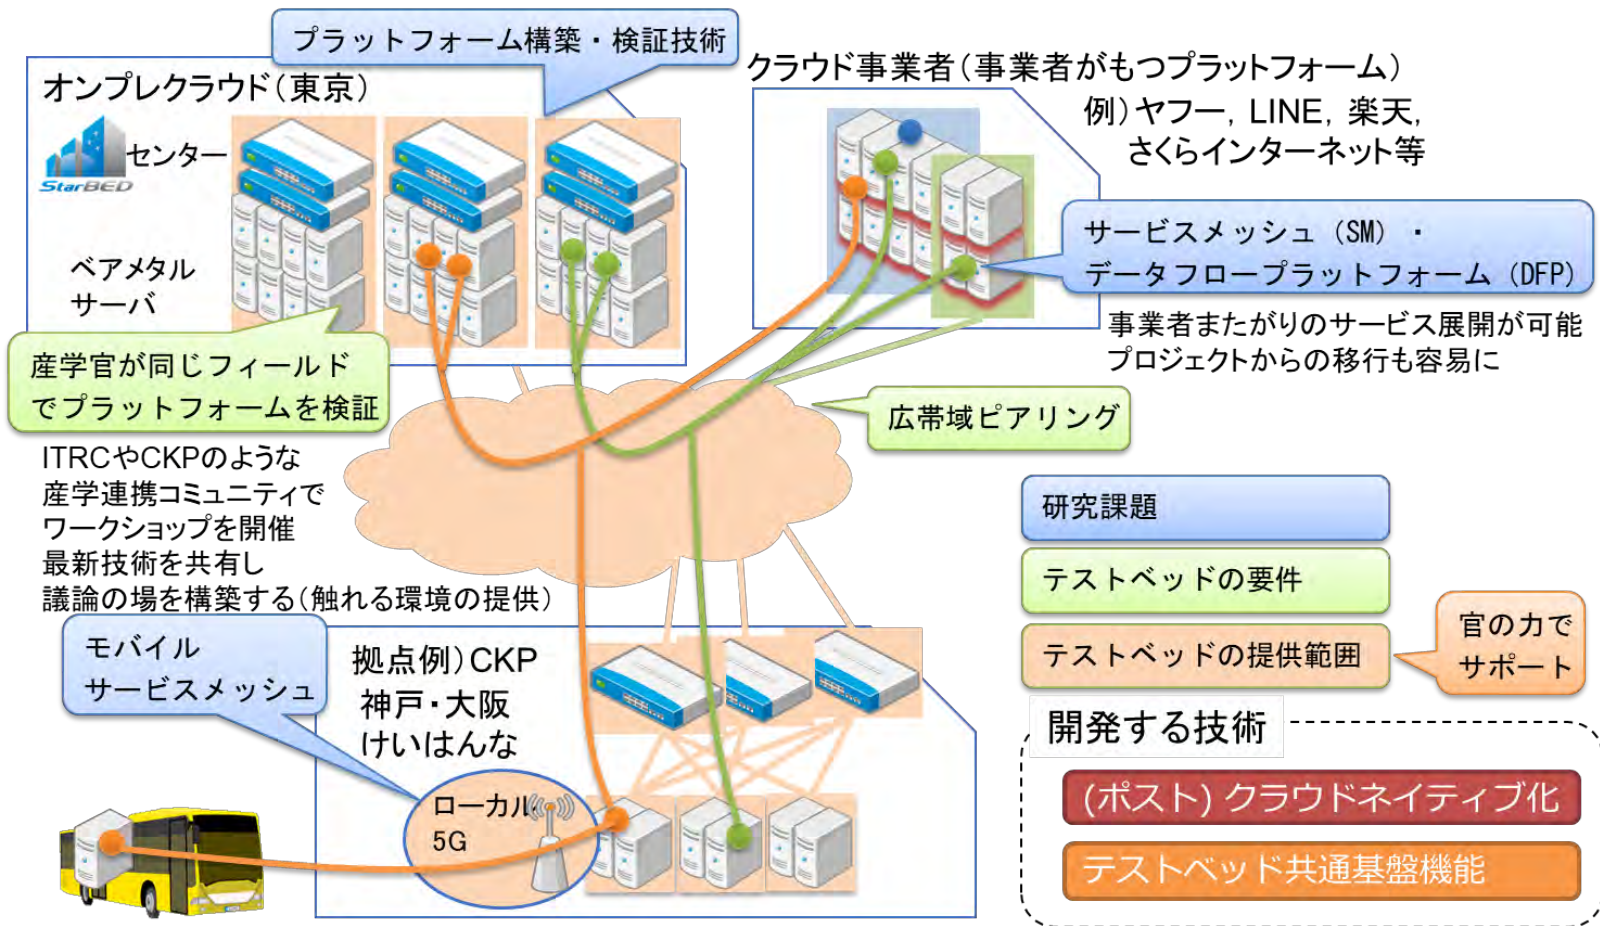 プラットフォーム構築・検証技術
オンプレクラウド（東京）
StarBED
センター
ベアメタル
サーバ
産学官が同じフィールド
でプラットフォームを検証
ITRCやCKPのような
産学連携コミュニティで
ワークショップを開催
最新技術を共有し
議論の場を構築する（触れる環境の提供）
クラウド事業者（事業者がもつプラットフォーム）
例）ヤフー，LINE，楽天，
さくらインターネット等
サービスメッシュ（SM）・
データフロープラットフォーム（DFP）
事業者またがりのサービス展開が可能
プロジェクトからの移行も容易に
広帯域ピアリング
モバイル
サービスメッシュ
拠点例）CKP
神戸・大阪
けいはんな
ローカル
5G
研究課題
テストベッドの要件
テストベッドの提供範囲
官の力で
サポート
開発する技術
(ポスト) クラウドネイティブ化
テストベッド共通基盤機能